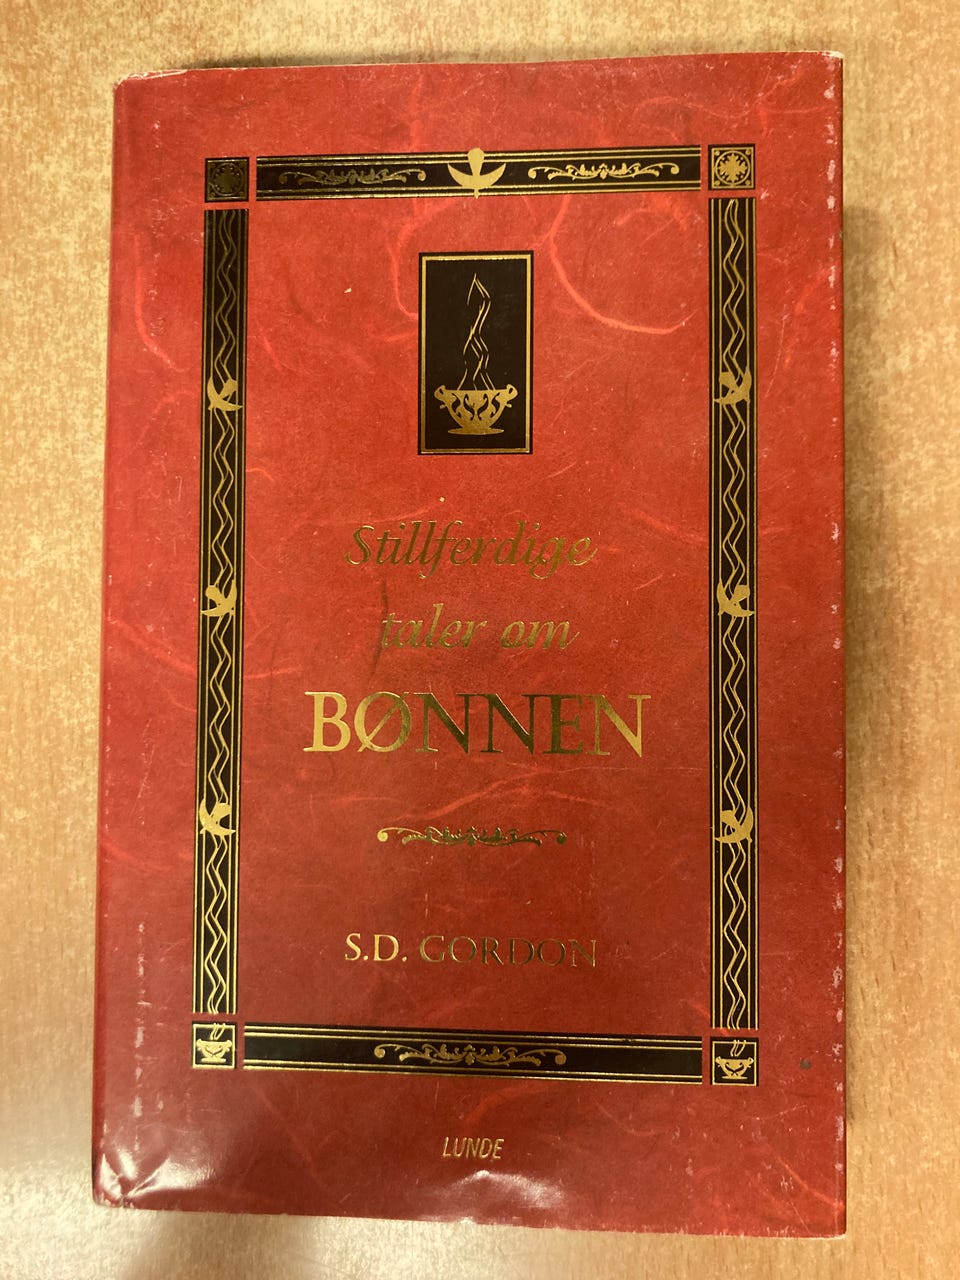 Stillferdige
taler om
BØNNEN
S.D. GORDON
LUNDE